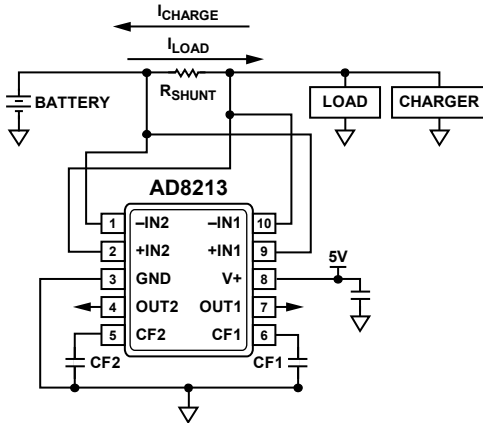 ICHARGE
ILOAD
BATTERY
RSHUNT
LOAD
CHARGER
AD8213
1 –IN2 –IN1 10
2 +IN2 +IN1 9
3 GND V+ 8
5V
4 OUT2 OUT1 7
5 CF2 CF1 6
CF2 CF1